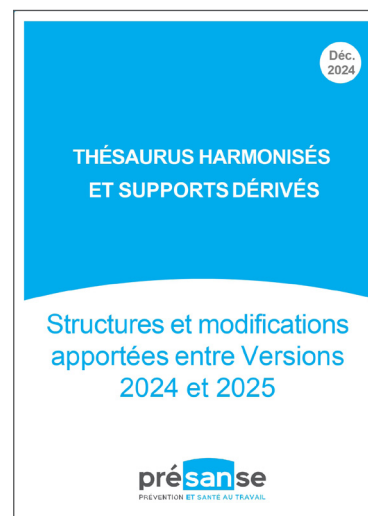 Déc.
2024
THÉSAURUS HARMONISÉS
ET SUPPORTS DÉRIVÉS
Structures et modifications
apportées entre Versions
2024 et 2025
présanse
PRÉVENTION ET SANTÉ AU TRAVAIL